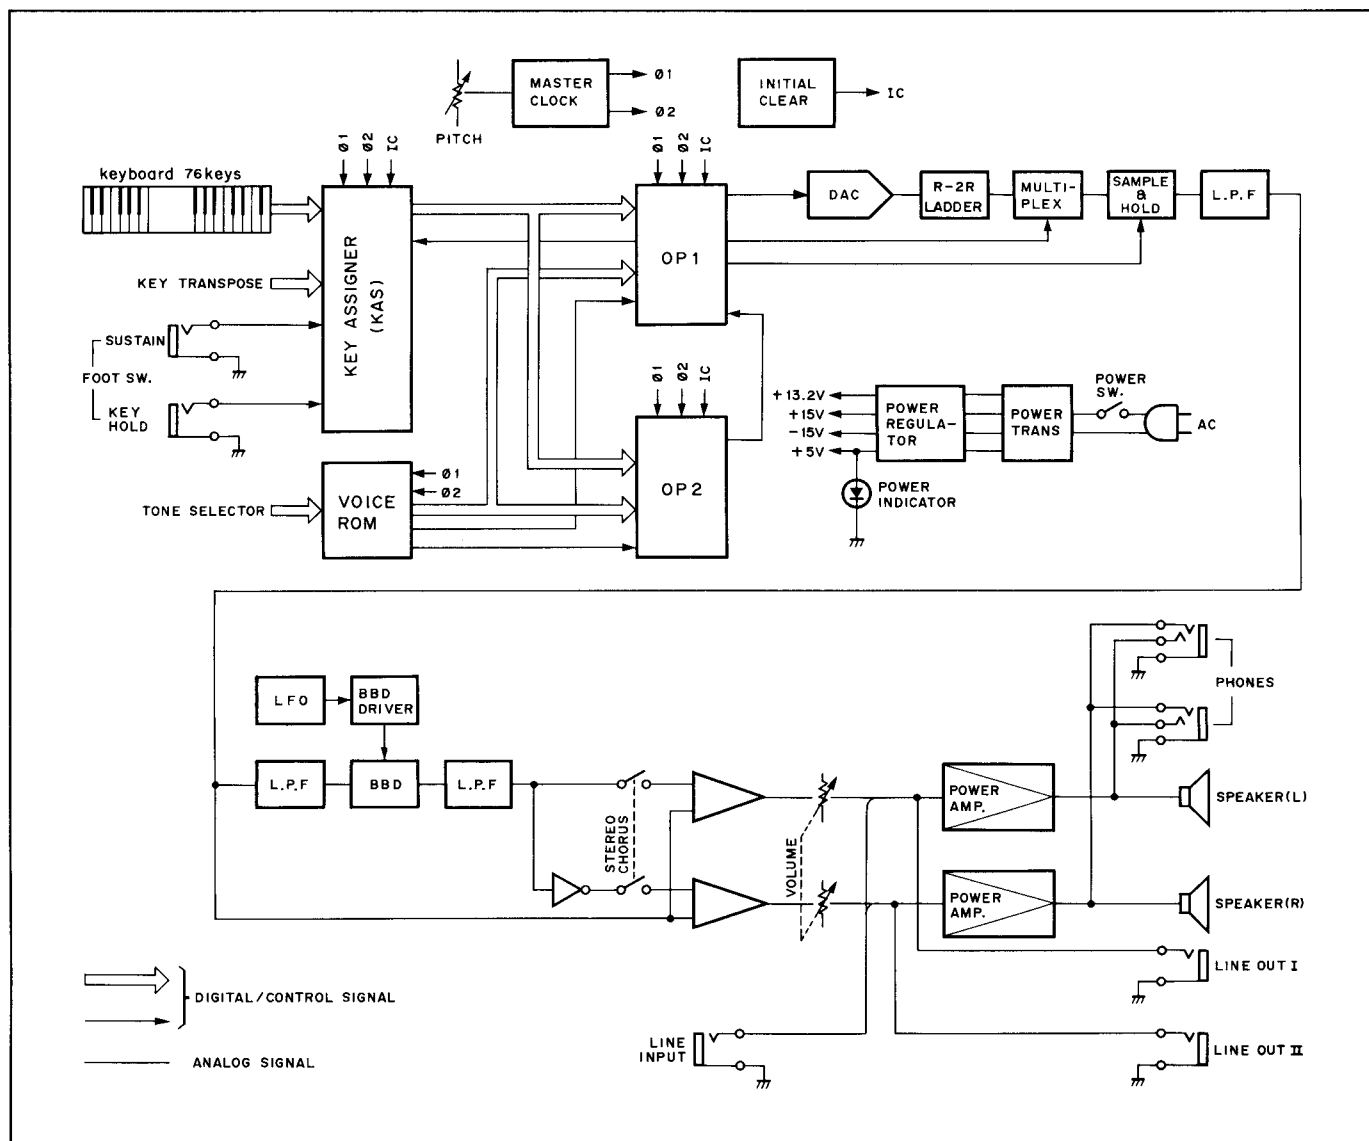 MASTER
CLOCK
Ø1
Ø2
INITIAL
CLEAR
IC
PITCH
Ø1
Ø2
IC
Ø1
Ø2
IC
keyboard 76keys
KEY ASSIGNER
(KAS)
OP1
DAC
R-2R
LADDER
MULTI-
PLEX
SAMPLE
& HOLD
L.P.F
KEY TRANSPOSE
SUSTAIN
FOOT SW.
KEY
HOLD
Ø1
Ø2
IC
OP2
+13.2V
+15V
-15V
+5V
POWER
REGULA-
TOR
POWER
TRANS
POWER
SW.
AC
POWER
INDICATOR
TONE SELECTOR
VOICE
ROM
Ø1
Ø2
PHONES
LFO
BBD
DRIVER
L.P.F
BBD
L.P.F
STEREO
CHORUS
VOLUME
POWER
AMP.
SPEAKER(L)
POWER
AMP.
SPEAKER(R)
LINE OUT I
LINE
INPUT
LINE OUT II
DIGITAL/CONTROL SIGNAL
ANALOG SIGNAL